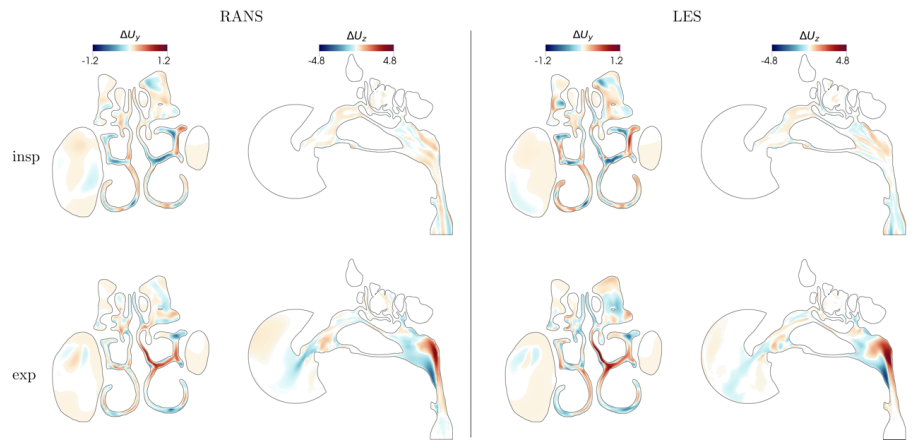 RANS
LES
ΔU_y
-1.2 1.2
ΔU_z
-4.8 4.8
ΔU_y
-1.2 1.2
ΔU_z
-4.8 4.8
insp
exp